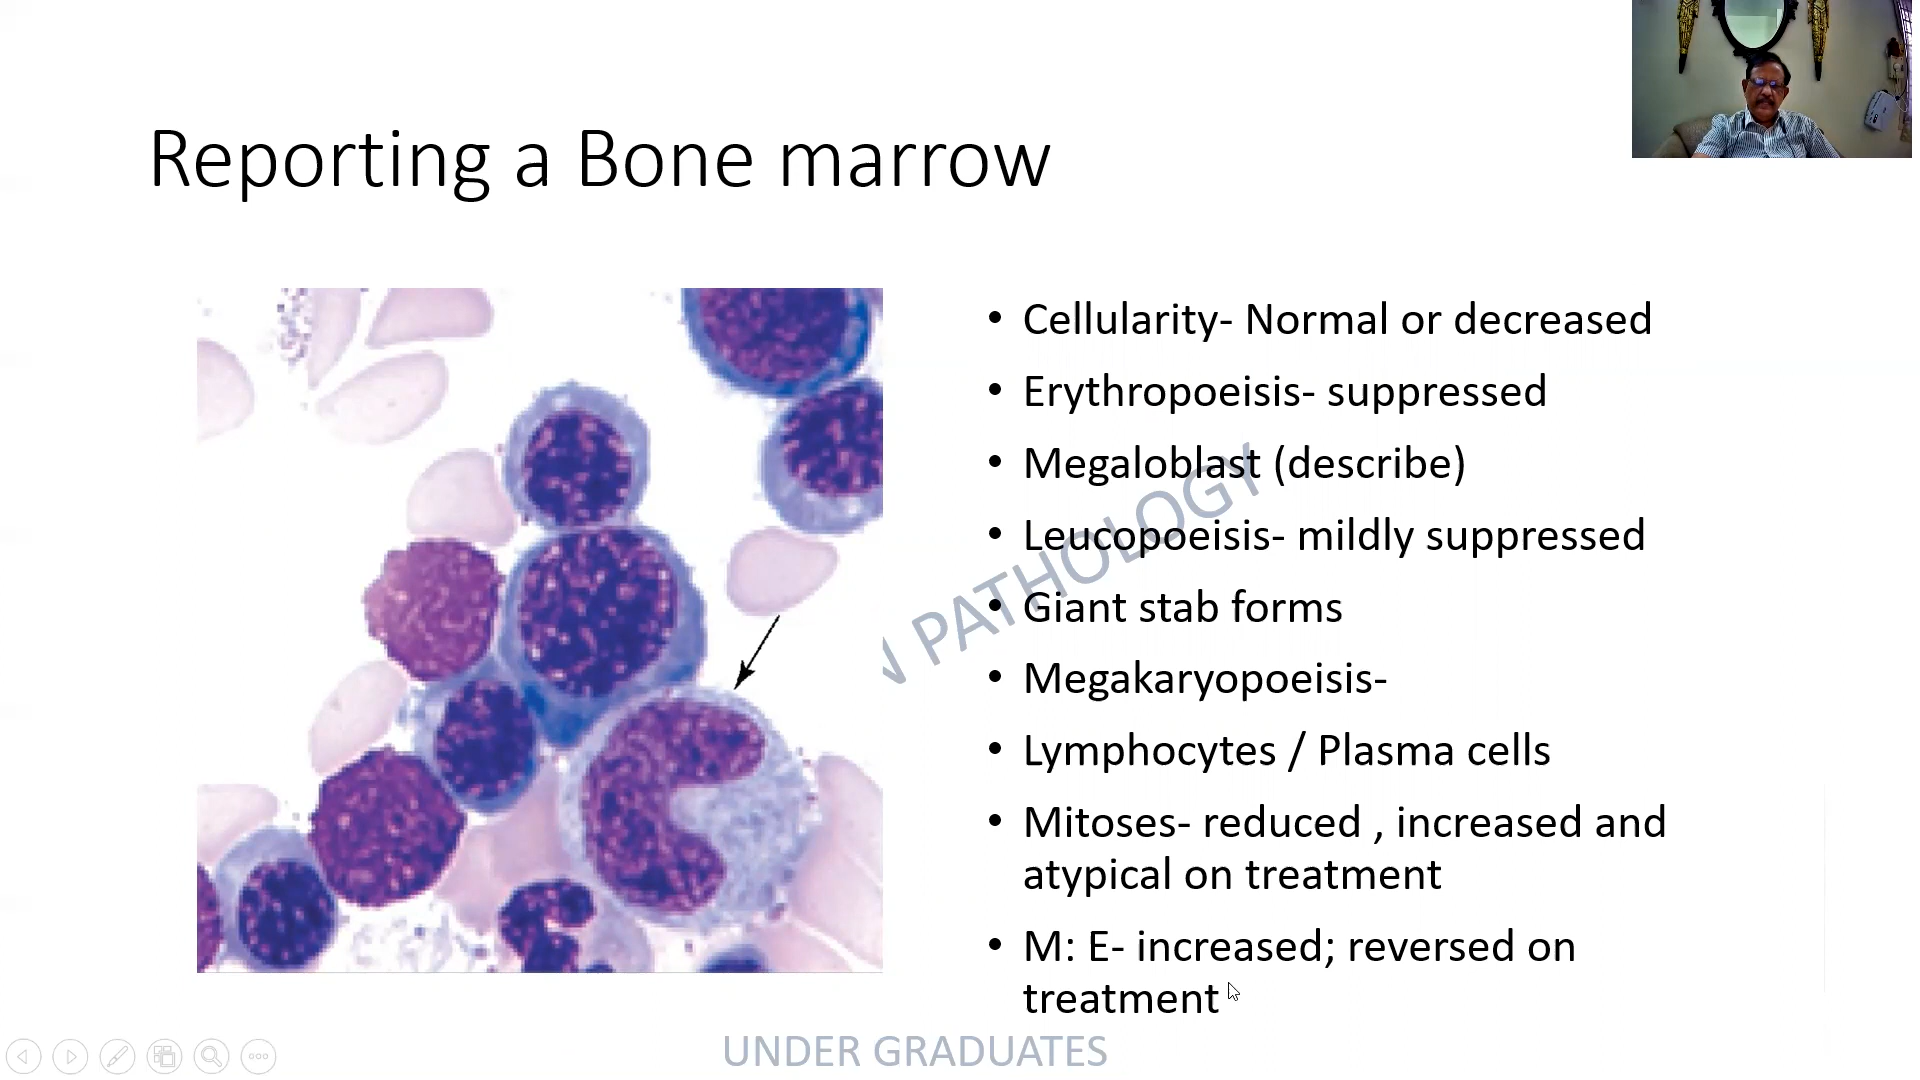 Reporting a Bone marrow
• Cellularity- Normal or decreased
• Erythropoeisis- suppressed
• Megaloblast (describe)
• Leucopoeisis- mildly suppressed
• Giant stab forms
• Megakaryopoeisis-
• Lymphocytes / Plasma cells
• Mitoses- reduced , increased and
atypical on treatment
• M: E- increased; reversed on
treatment
N PATHOLOGY
UNDER GRADUATES